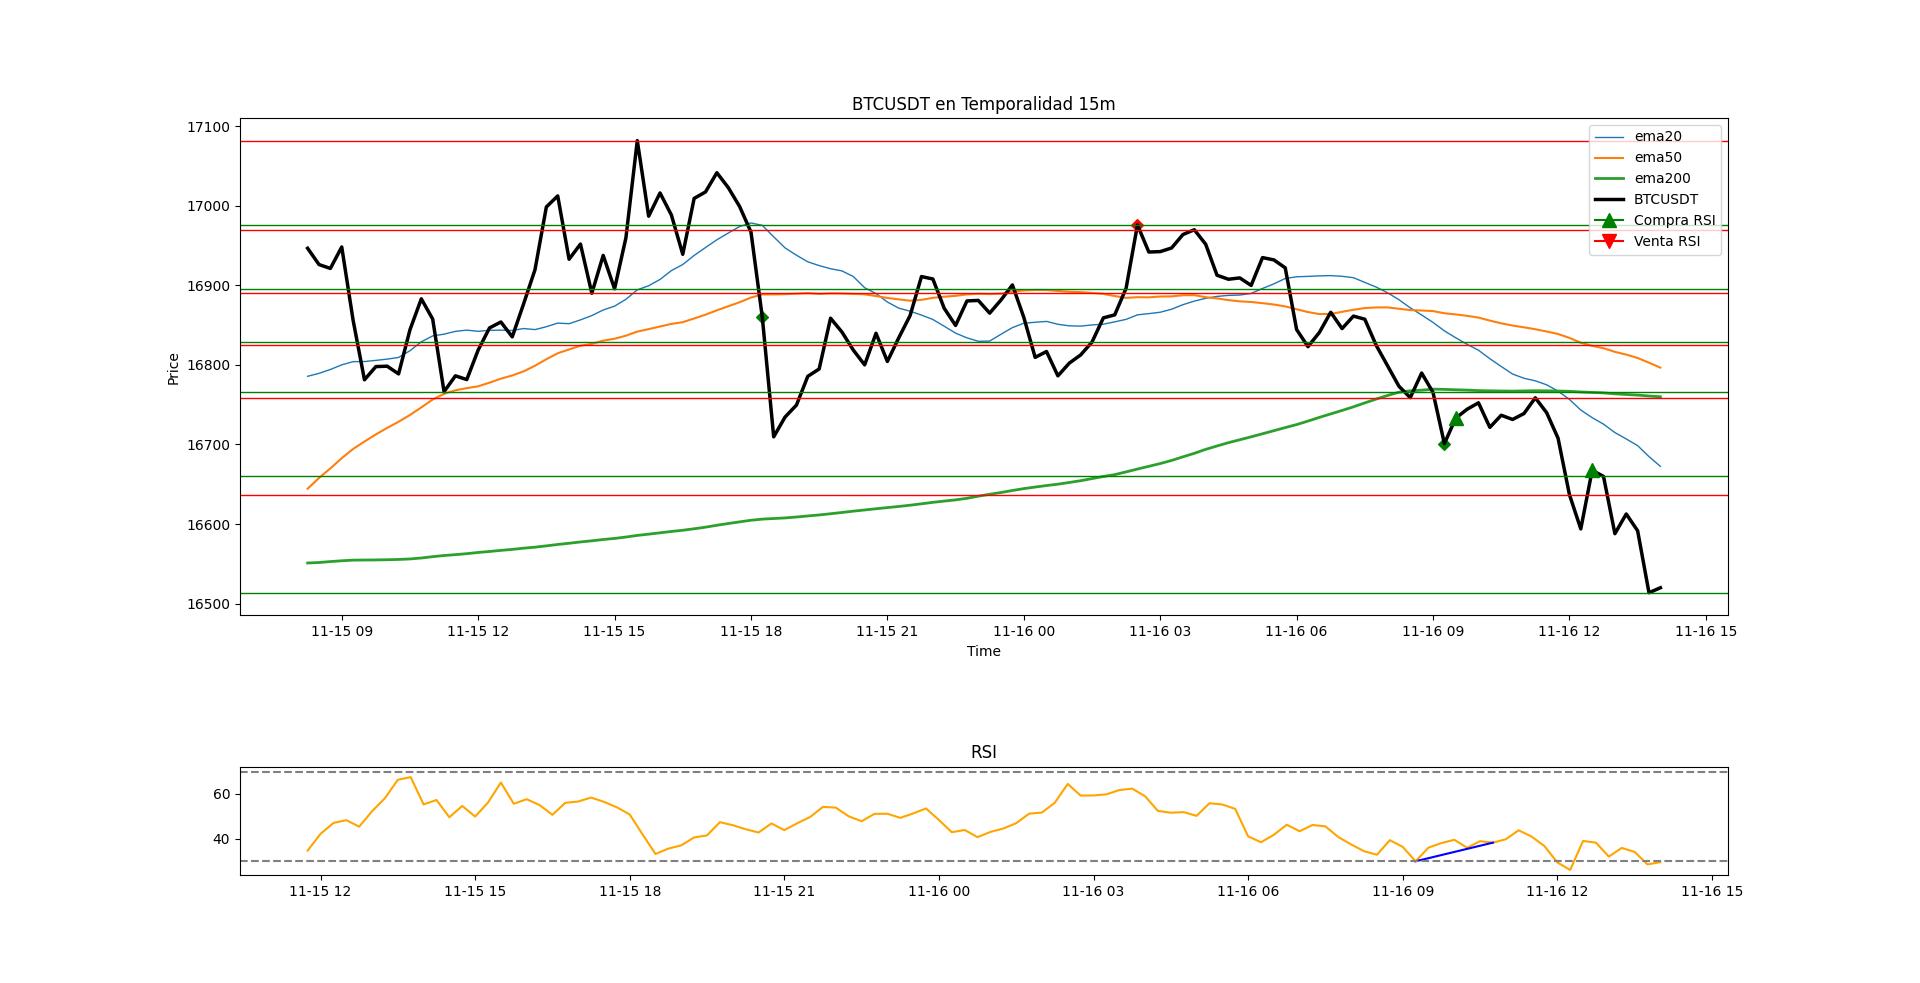 BTCUSDT en Temporalidad 15m
17100
17000
16900
16800
16700
16600
16500
Price
ema20
ema50
ema200
BTCUSDT
Compra RSI
Venta RSI
11-15 09 11-15 12 11-15 15 11-15 18 11-15 21 11-16 00 11-16 03 11-16 06 11-16 09 11-16 12 11-16 15
Time
RSI
60
40
11-15 12 11-15 15 11-15 18 11-15 21 11-16 00 11-16 03 11-16 06 11-16 09 11-16 12 11-16 15